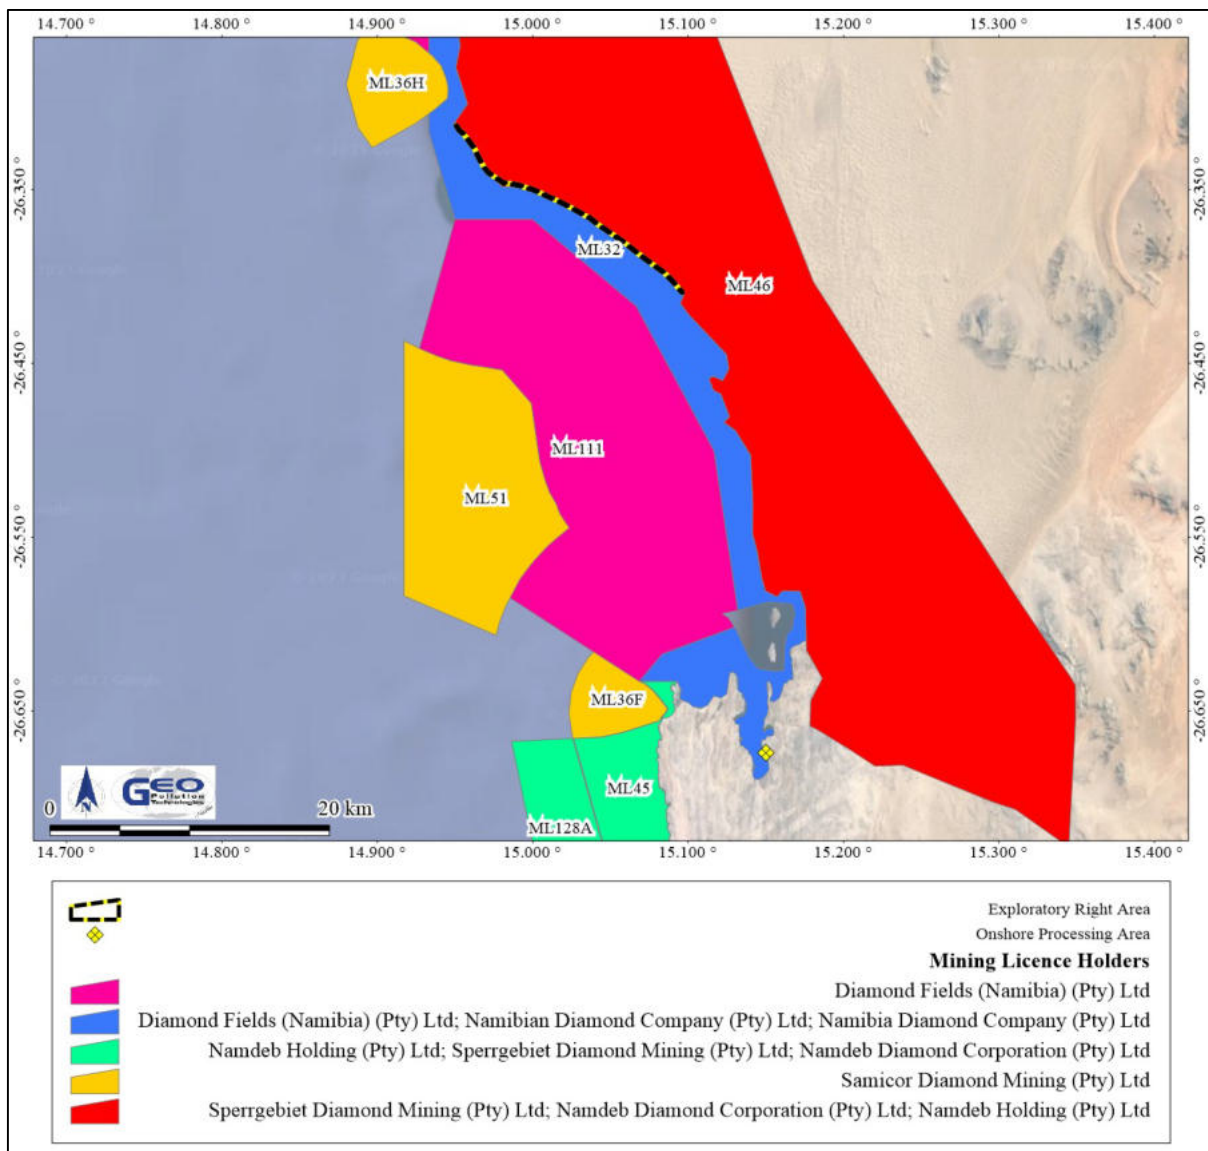 14.700 ° 14.800 ° 14.900 ° 15.000 ° 15.100 ° 15.200 ° 15.300 ° 15.400 °
ML36H
-26.350 ° -26.350 °
ML32
ML46
-26.450 ° -26.450 °
ML111
ML51
-26.550 ° -26.550 °
ML36F
-26.650 ° -26.650 °
N
GEO
Pollution
Technologies
ML45
0 20 km
ML128A
14.700 ° 14.800 ° 14.900 ° 15.000 ° 15.100 ° 15.200 ° 15.300 ° 15.400 °
Exploratory Right Area
Onshore Processing Area
Mining Licence Holders
Diamond Fields (Namibia) (Pty) Ltd
Diamond Fields (Namibia) (Pty) Ltd; Namibian Diamond Company (Pty) Ltd; Namibia Diamond Company (Pty) Ltd
Namdeb Holding (Pty) Ltd; Sperrgebiet Diamond Mining (Pty) Ltd; Namdeb Diamond Corporation (Pty) Ltd
Samicor Diamond Mining (Pty) Ltd
Sperrgebiet Diamond Mining (Pty) Ltd; Namdeb Diamond Corporation (Pty) Ltd; Namdeb Holding (Pty) Ltd